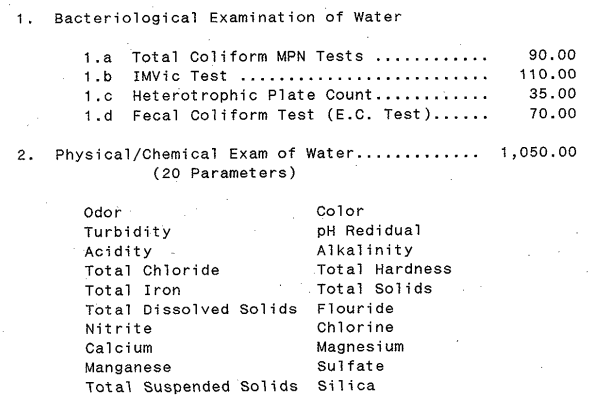 1. Bacteriological Examination of Water
1.a Total Coliform MPN Tests ............ 90.00
1.b IMVic Test .......................... 110.00
1.c Heterotrophic Plate Count............ 35.00
1.d Fecal Coliform Test (E.C. Test)...... 70.00
2. Physical/Chemical Exam of Water............. 1,050.00
(20 Parameters)
Odor Color
Turbidity pH Redidual
Acidity Alkalinity
Total Chloride Total Hardness
Total Iron Total Solids
Total Dissolved Solids Flouride
Nitrite Chlorine
Calcium Magnesium
Manganese Sulfate
Total Suspended Solids Silica